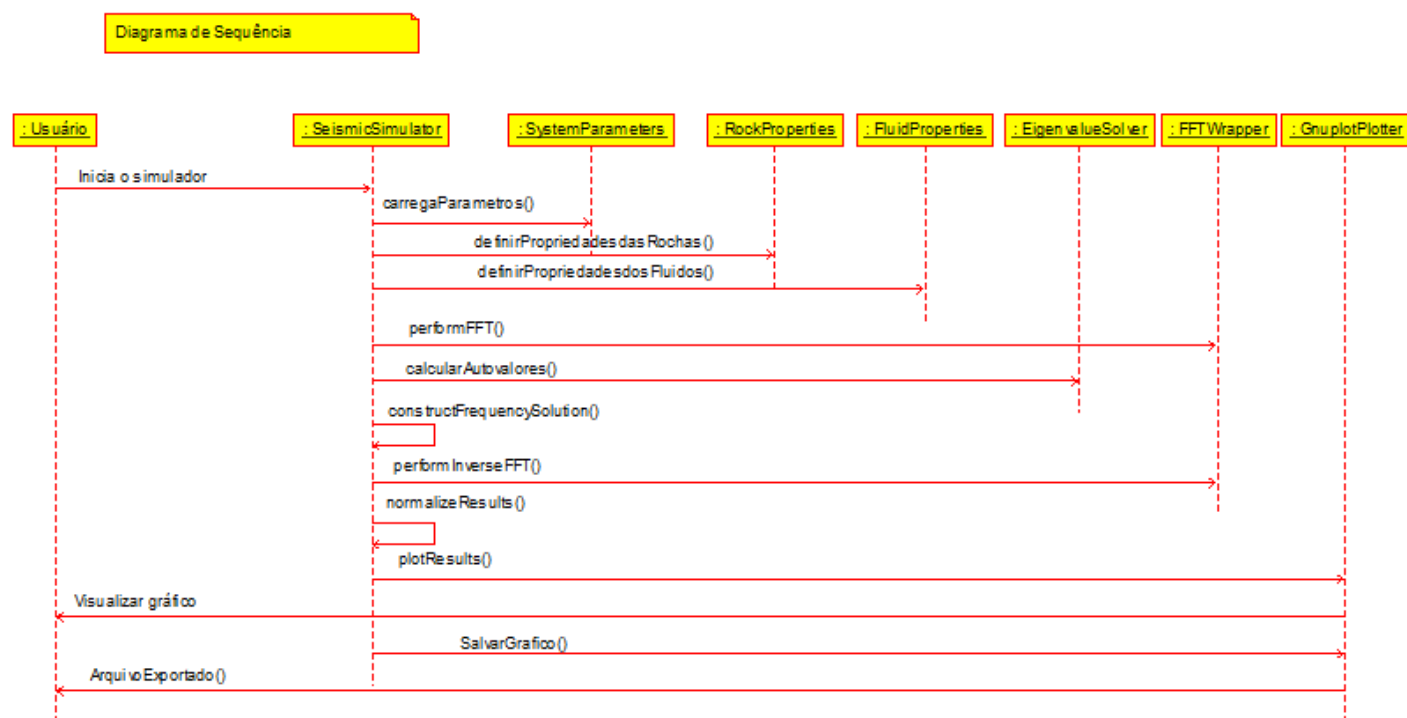 Diagrama de Sequência
: Usuário
: SeismicSimulator
: SystemParameters
: RockProperties
: FluidProperties
: EigenvalueSolver
: FFTWrapper
: GnuplotPlotter
Inicia o simulador
carregaParametros()
definirPropriedadesdasRochas()
definirPropriedadesdosFluidos()
performFFT()
calcularAutovalores()
constructFrequencySolution()
performInverseFFT()
normalizeResults()
plotResults()
Visualizar gráfico
SalvarGrafico()
ArquivoExportado()